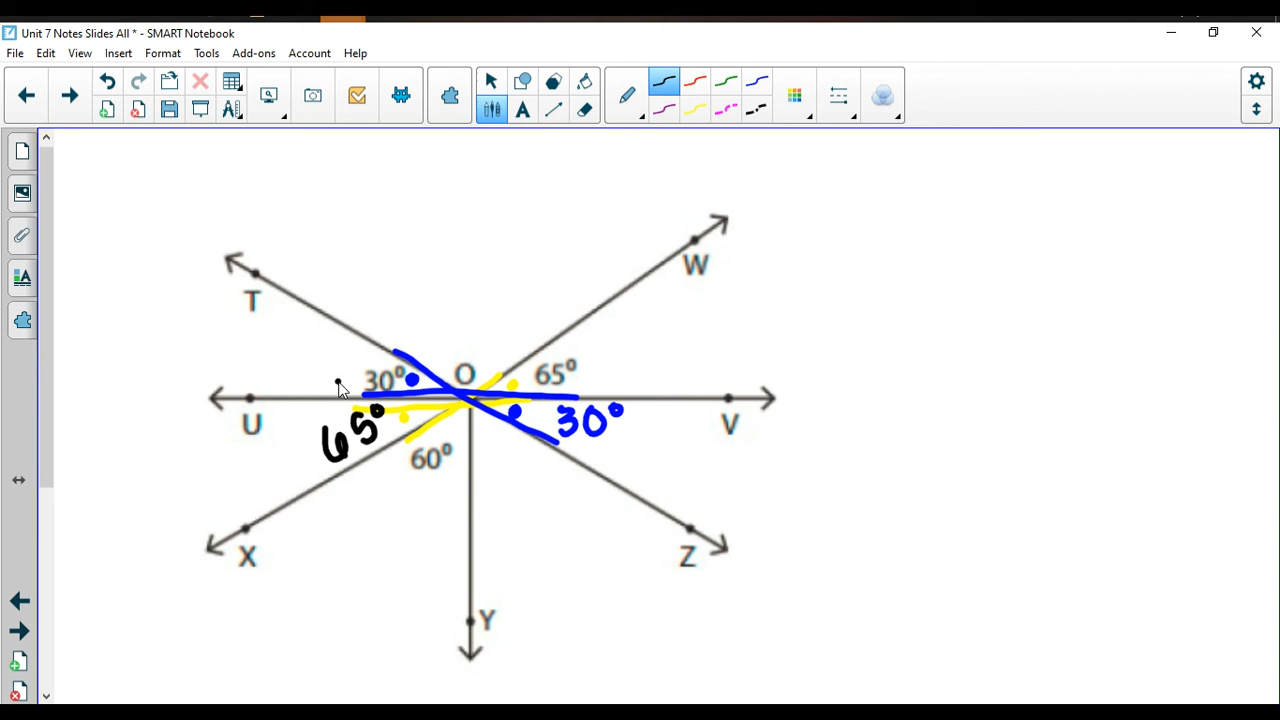 Unit 7 Notes Slides All * - SMART Notebook
File Edit View Insert Format Tools Add-ons Account Help
W
T
30° O 65°
U 65° 30° V
60°
X Z
Y